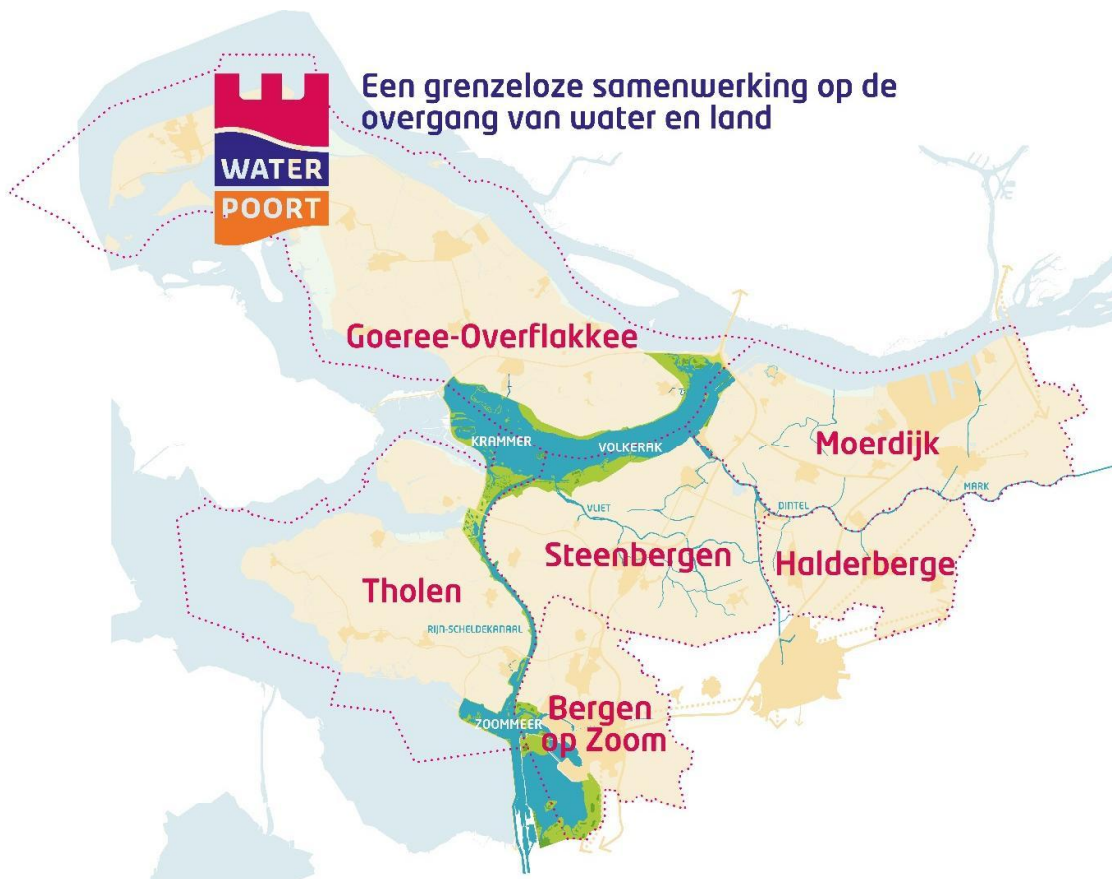 Een grenzeloze samenwerking op de
overgang van water en land
WATER
POORT
Goeree-Overflakkee
KRAMMER
VOLKERAK
Moerdijk
MARK
VLIET
DINTEL
Steenbergen
Halderberge
Tholen
RIJN-SCHELDEKANAAL
Bergen
op Zoom
ZOOMMEER